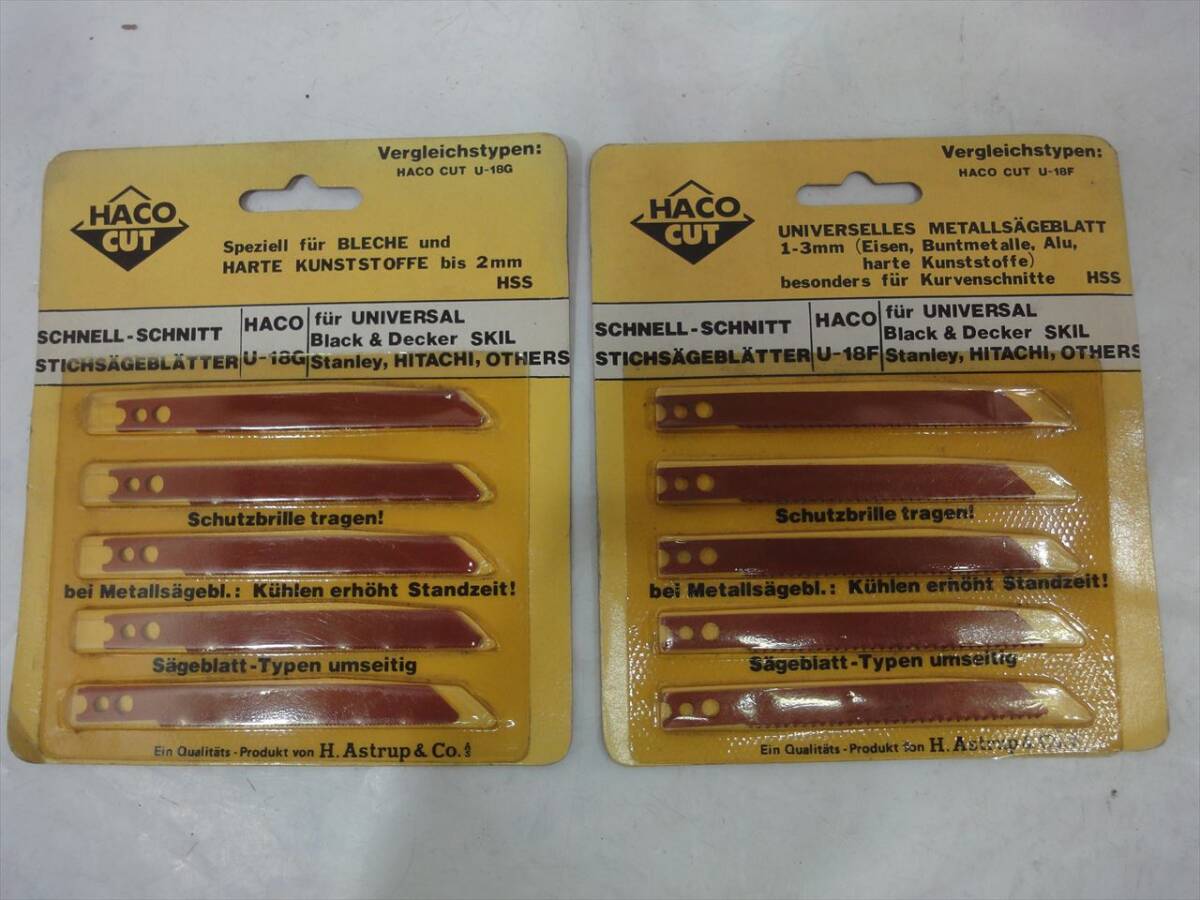 Vergleichstypen:
HACO CUT U-18G
HACO
CUT
Speziell für BLECHE und
HARTE KUNSTSTOFFE bis 2mm
HSS
SCHNELL-SCHNITT
STICHSÄGEBLÄTTER
HACO
U-18G
für UNIVERSAL
Black & Decker SKIL
Stanley, HITACHI, OTHERS
Schutzbrille tragen!
bei Metallsägebl.: Kühlen erhöht Standzeit!
Sägeblatt-Typen umseitig
Ein Qualitäts-Produkt von H. Astrup & Co.
Vergleichstypen:
HACO CUT U-18F
HACO
CUT
UNIVERSELLES METALLSÄGEBLATT
1-3mm (Eisen, Buntmetalle, Alu,
harte Kunststoffe)
besonders für Kurvenschnitte HSS
SCHNELL-SCHNITT
STICHSÄGEBLÄTTER
HACO
U-18F
für UNIVERSAL
Black & Decker SKIL
Stanley, HITACHI, OTHERS
Schutzbrille tragen!
bei Metallsägebl.: Kühlen erhöht Standzeit!
Sägeblatt-Typen umseitig
Ein Qualitäts-Produkt von H. Astrup & Co.